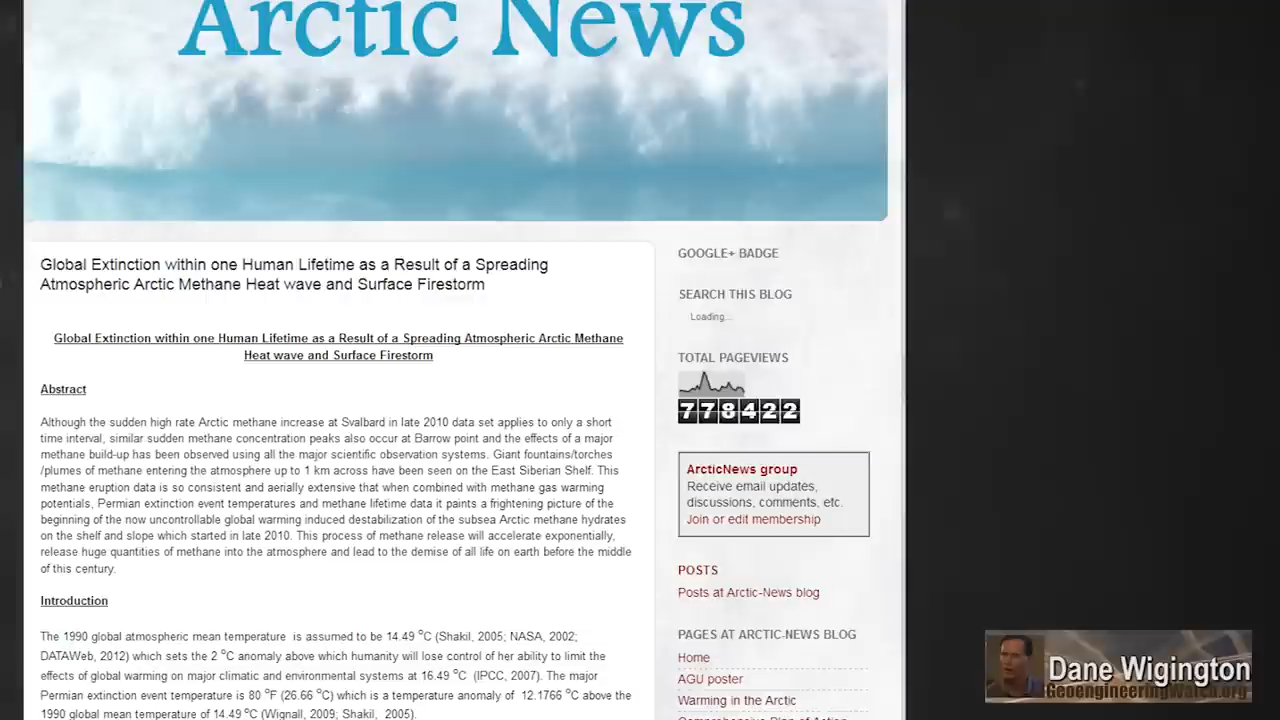 Arctic News
Global Extinction within one Human Lifetime as a Result of a Spreading
Atmospheric Arctic Methane Heat wave and Surface Firestorm
Global Extinction within one Human Lifetime as a Result of a Spreading Atmospheric Arctic Methane
Heat wave and Surface Firestorm
Abstract
Although the sudden high rate Arctic methane increase at Svalbard in late 2010 data set applies to only a short
time interval, similar sudden methane concentration peaks also occur at Barrow point and the effects of a major
methane build-up has been observed using all the major scientific observation systems. Giant fountains/torches
/plumes of methane entering the atmosphere up to 1 km across have been seen on the East Siberian Shelf. This
methane eruption data is so consistent and aerially extensive that when combined with methane gas warming
potentials, Permian extinction event temperatures and methane lifetime data it paints a frightening picture of the
beginning of the now uncontrollable global warming induced destabilization of the subsea Arctic methane hydrates
on the shelf and slope which started in late 2010. This process of methane release will accelerate exponentially,
release huge quantities of methane into the atmosphere and lead to the demise of all life on earth before the middle
of this century.
Introduction
The 1990 global atmospheric mean temperature is assumed to be 14.49 °C (Shakil, 2005; NASA, 2002;
DATAWeb, 2012) which sets the 2 °C anomaly above which humanity will lose control of her ability to limit the
effects of global warming on major climatic and environmental systems at 16.49 °C (IPCC, 2007). The major
Permian extinction event temperature is 80 °F (26.66 °C) which is a temperature anomaly of 12.1766 °C above the
1990 global mean temperature of 14.49 °C (Wignall, 2009; Shakil, 2005).
GOOGLE+ BADGE
SEARCH THIS BLOG
Loading...
TOTAL PAGEVIEWS
778422
ArcticNews group
Receive email updates,
discussions, comments, etc.
Join or edit membership
POSTS
Posts at Arctic-News blog
PAGES AT ARCTIC-NEWS BLOG
Home
AGU poster
Warming in the Arctic
Comprehensive Plan of Action
Dane Wigington
GeoengineeringWatch.org